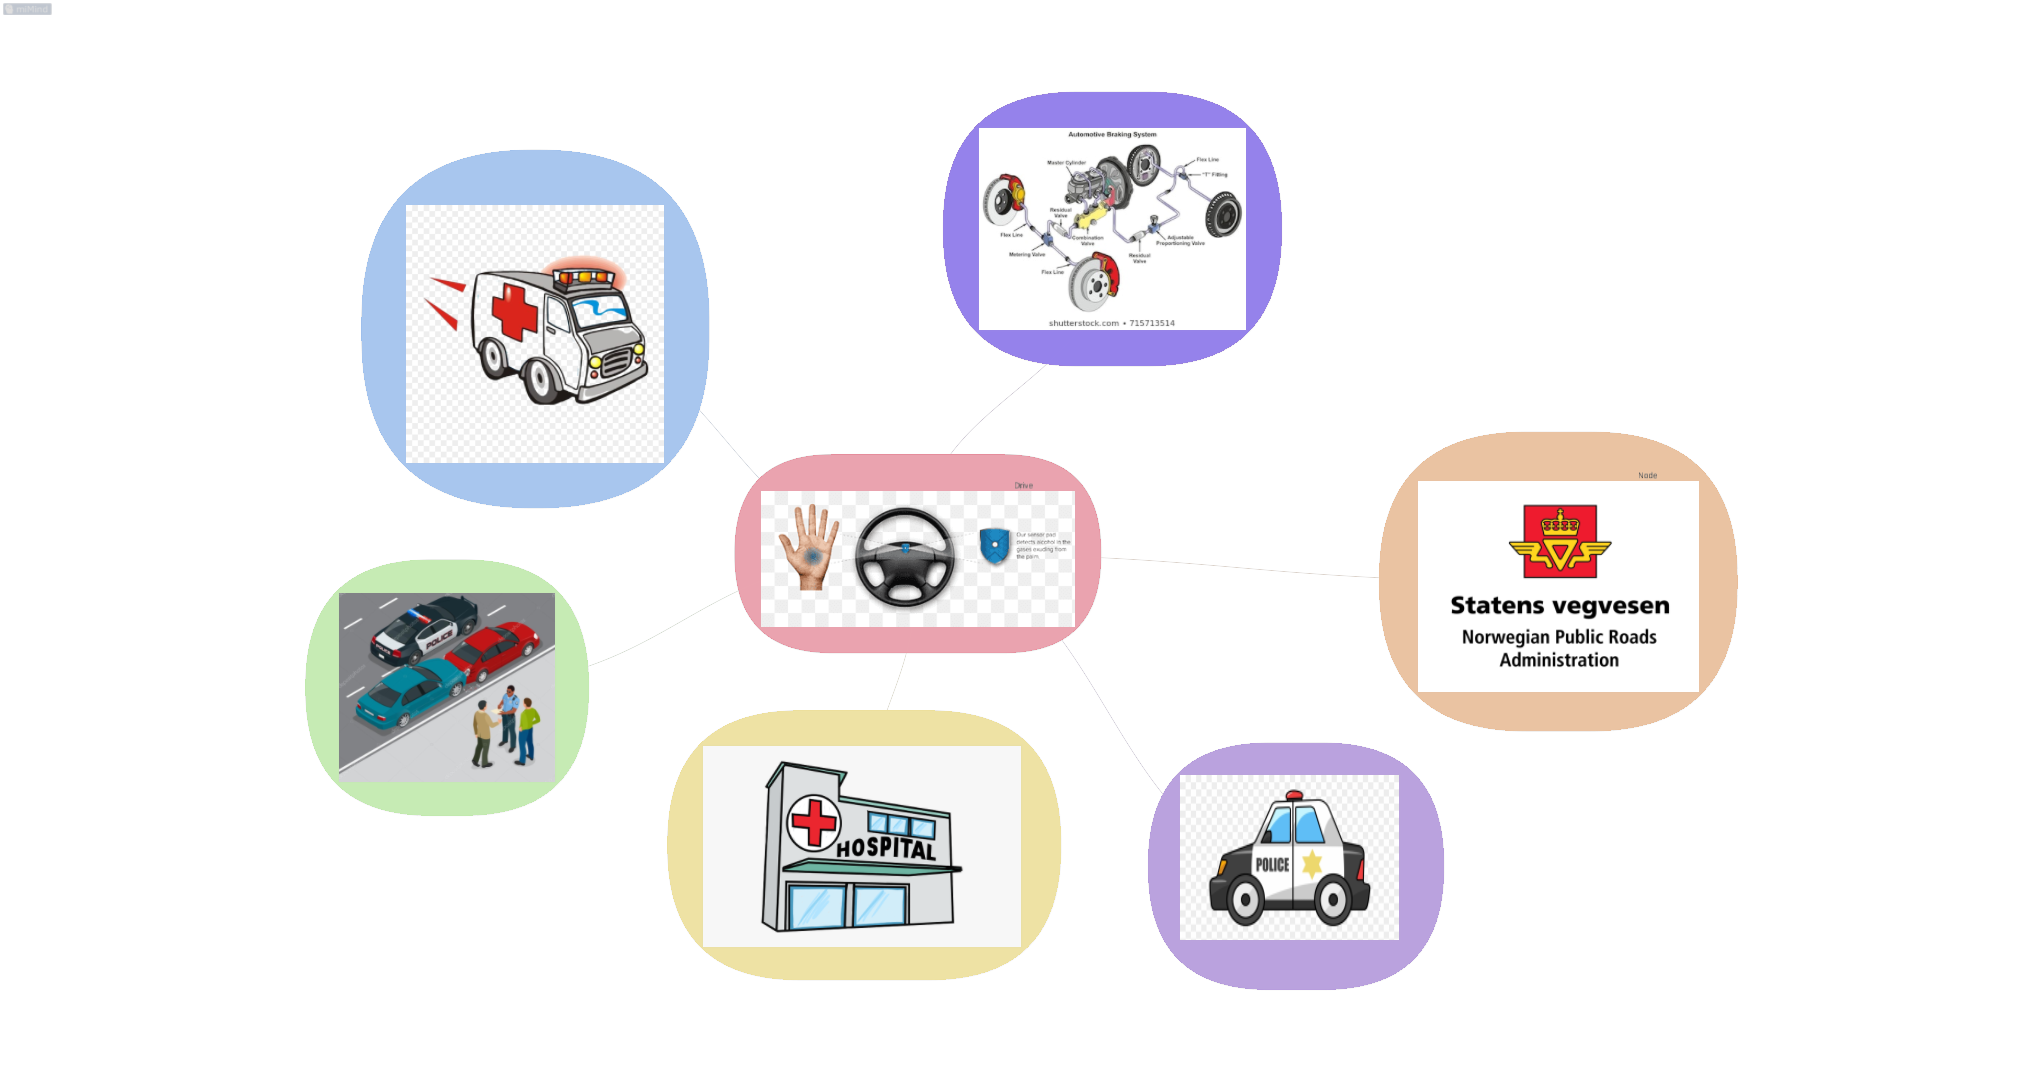 Automotive Braking System
Master Cylinder
Flex Line
"T" Fitting
Residual
Valve
Flex Line
Combination
Valve
Adjustable
Proportioning Valve
Metering Valve
Residual
Valve
Flex Line
shutterstock.com • 715713514
Node
Drive
Our sensor pad
detects alcohol in the
gases exuding from
the palm
Statens vegvesen
Norwegian Public Roads
Administration
POLICE
HOSPITAL
POLICE